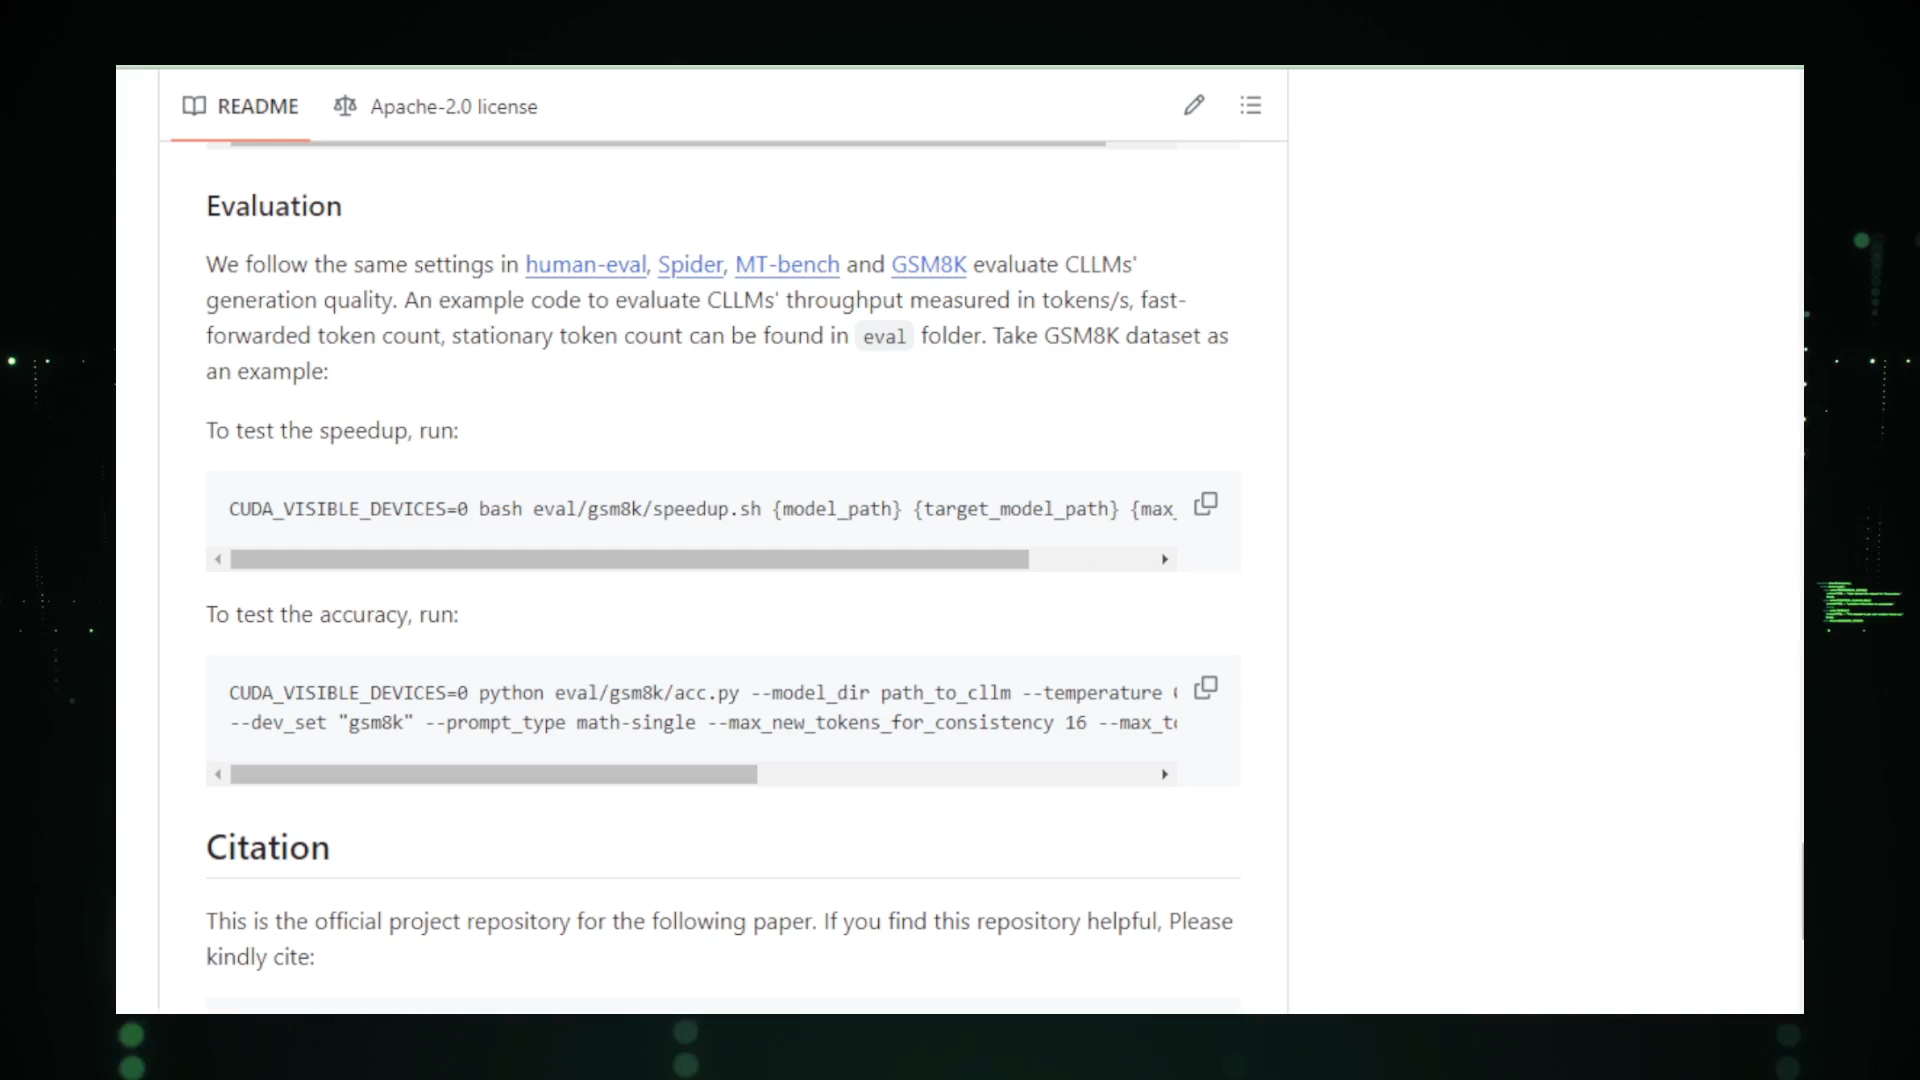 README
Apache-2.0 license
Evaluation
We follow the same settings in human-eval, Spider, MT-bench and GSM8K evaluate CLLMs'
generation quality. An example code to evaluate CLLMs' throughput measured in tokens/s, fast-
forwarded token count, stationary token count can be found in eval folder. Take GSM8K dataset as
an example:
To test the speedup, run:
CUDA_VISIBLE_DEVICES=0 bash eval/gsm8k/speedup.sh {model_path} {target_model_path} {max_
To test the accuracy, run:
CUDA_VISIBLE_DEVICES=0 python eval/gsm8k/acc.py --model_dir path_to_cllm --temperature
--dev_set "gsm8k" --prompt_type math-single --max_new_tokens_for_consistency 16 --max_
Citation
This is the official project repository for the following paper. If you find this repository helpful, Please
kindly cite: